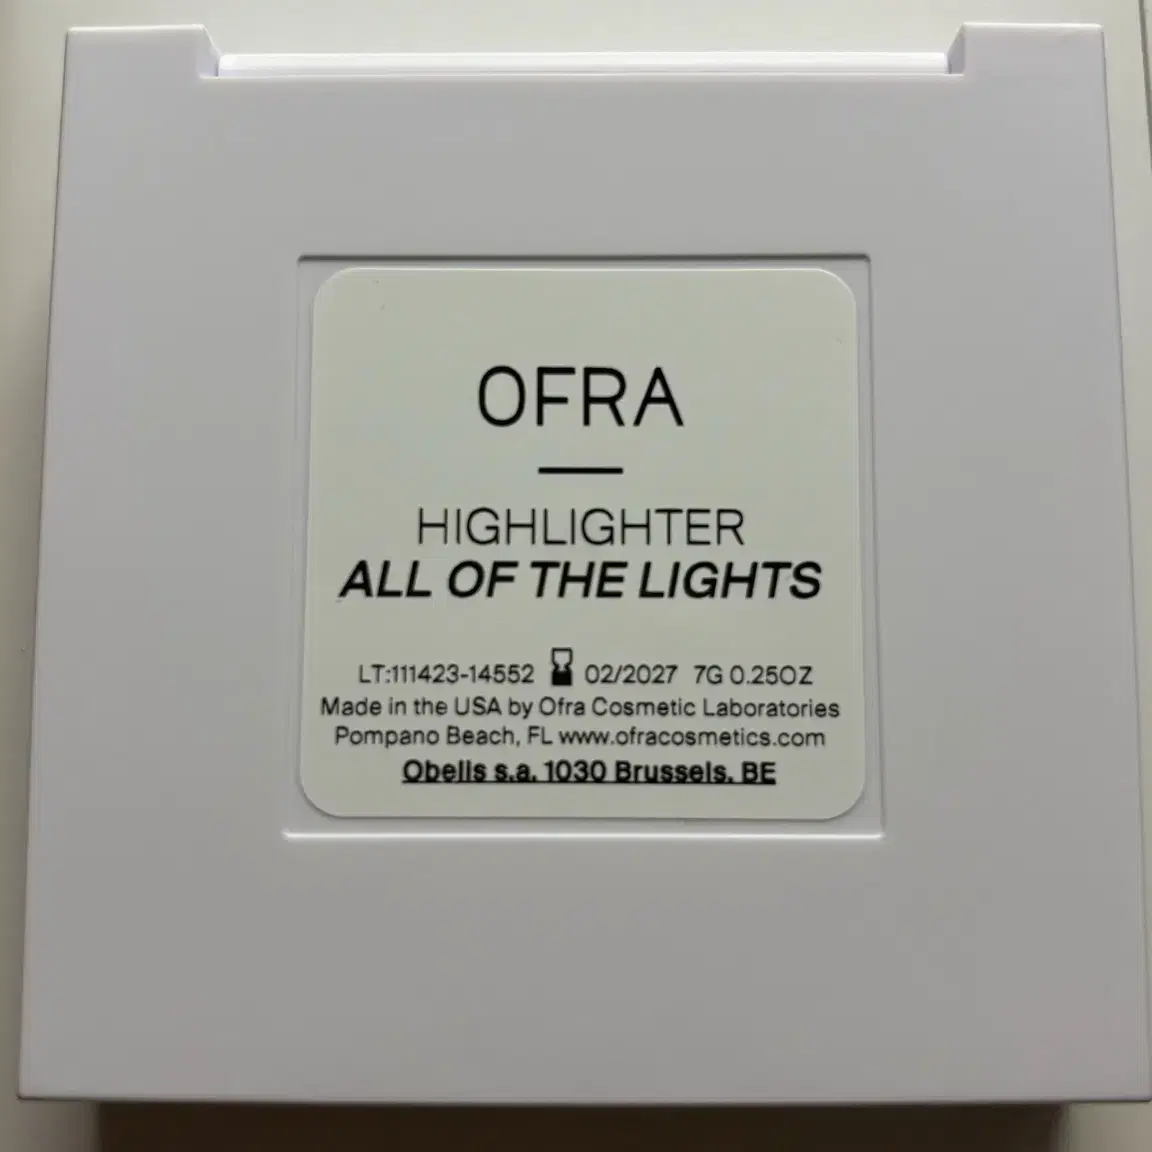 OFRA
HIGHLIGHTER
ALL OF THE LIGHTS
LT:111423-14552 02/2027 7G 0.25OZ
Made in the USA by Ofra Cosmetic Laboratories
Pompano Beach, FL www.ofracosmetics.com
Obelis s.a. 1030 Brussels. BE